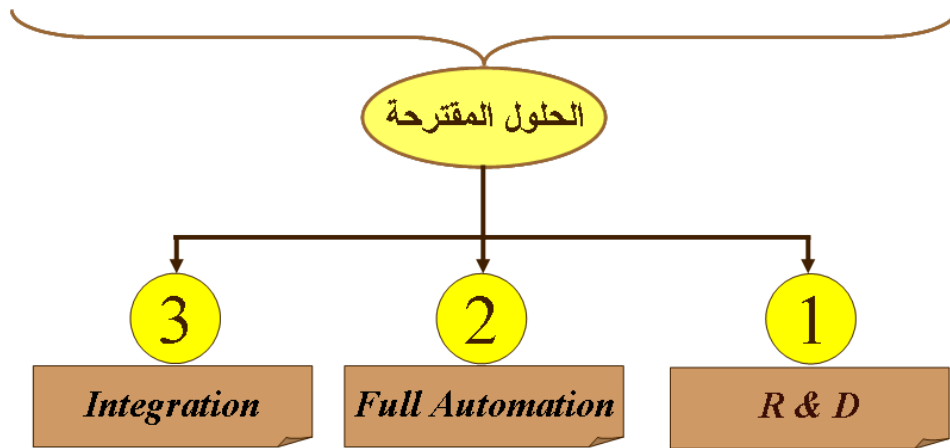 الحلول المقترحة
1
2
3
R & D
Full Automation
Integration